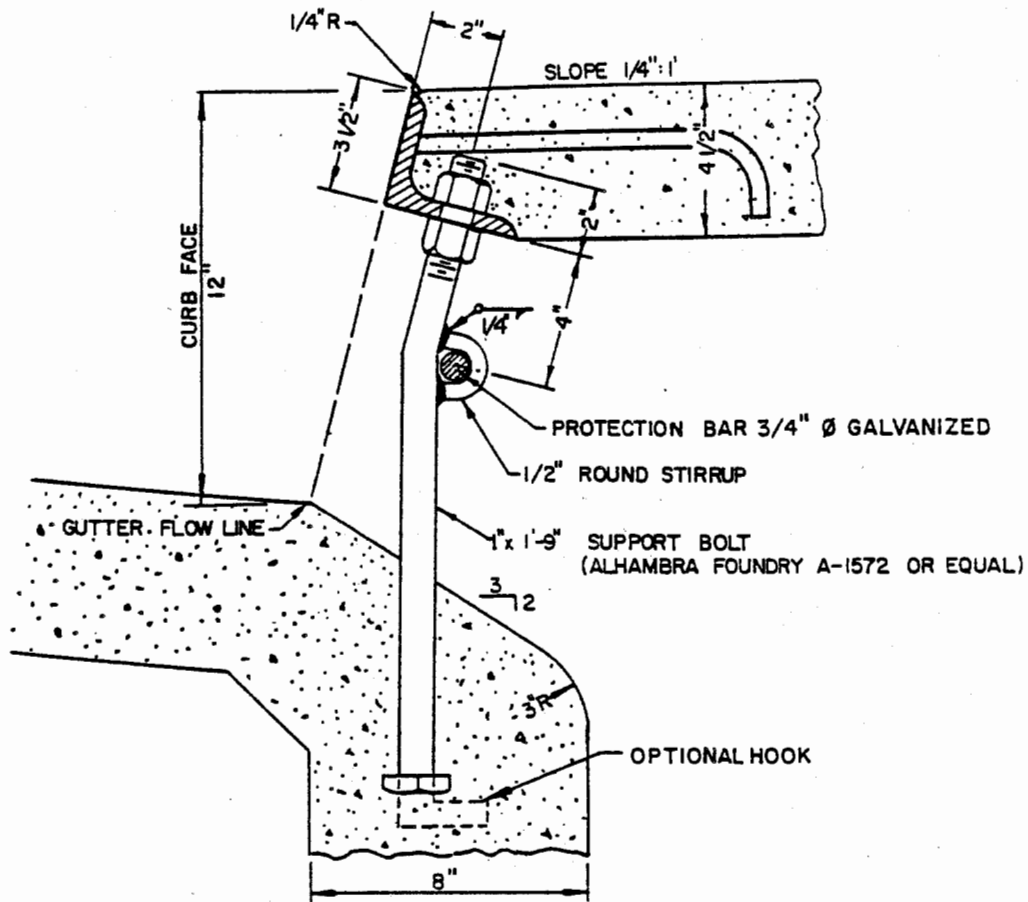 1/4" R
2"
SLOPE 1/4":1'
3 1/2"
4 1/2"
2"
CURB FACE
12"
4"
1/4
PROTECTION BAR 3/4" Ø GALVANIZED
1/2" ROUND STIRRUP
GUTTER FLOW LINE
1" x 1'-9" SUPPORT BOLT
(ALHAMBRA FOUNDRY A-1572 OR EQUAL)
3
2
3"R
OPTIONAL HOOK
8"